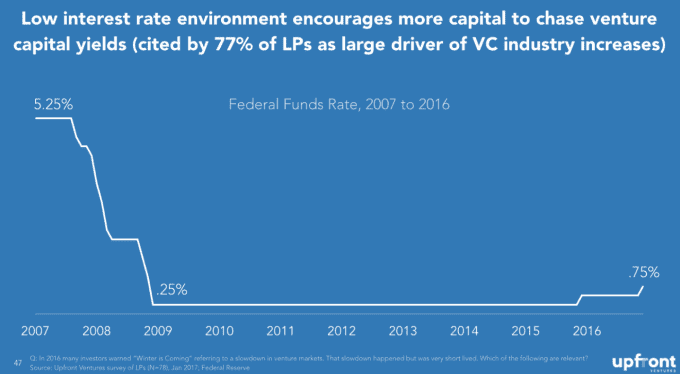 Low interest rate environment encourages more capital to chase venture
capital yields (cited by 77% of LPs as large driver of VC industry increases)
Federal Funds Rate, 2007 to 2016
5.25%
.25%
.75%
2007 2008 2009 2010 2011 2012 2013 2014 2015 2016
47
Q: In 2016 many investors warned "Winter is Coming" referring to a slowdown in venture markets. That slowdown happened but was very short lived. Which of the following are relevant?
Source: Upfront Ventures survey of LPs (N=78), Jan 2017, Federal Reserve
upfront
VENTURES